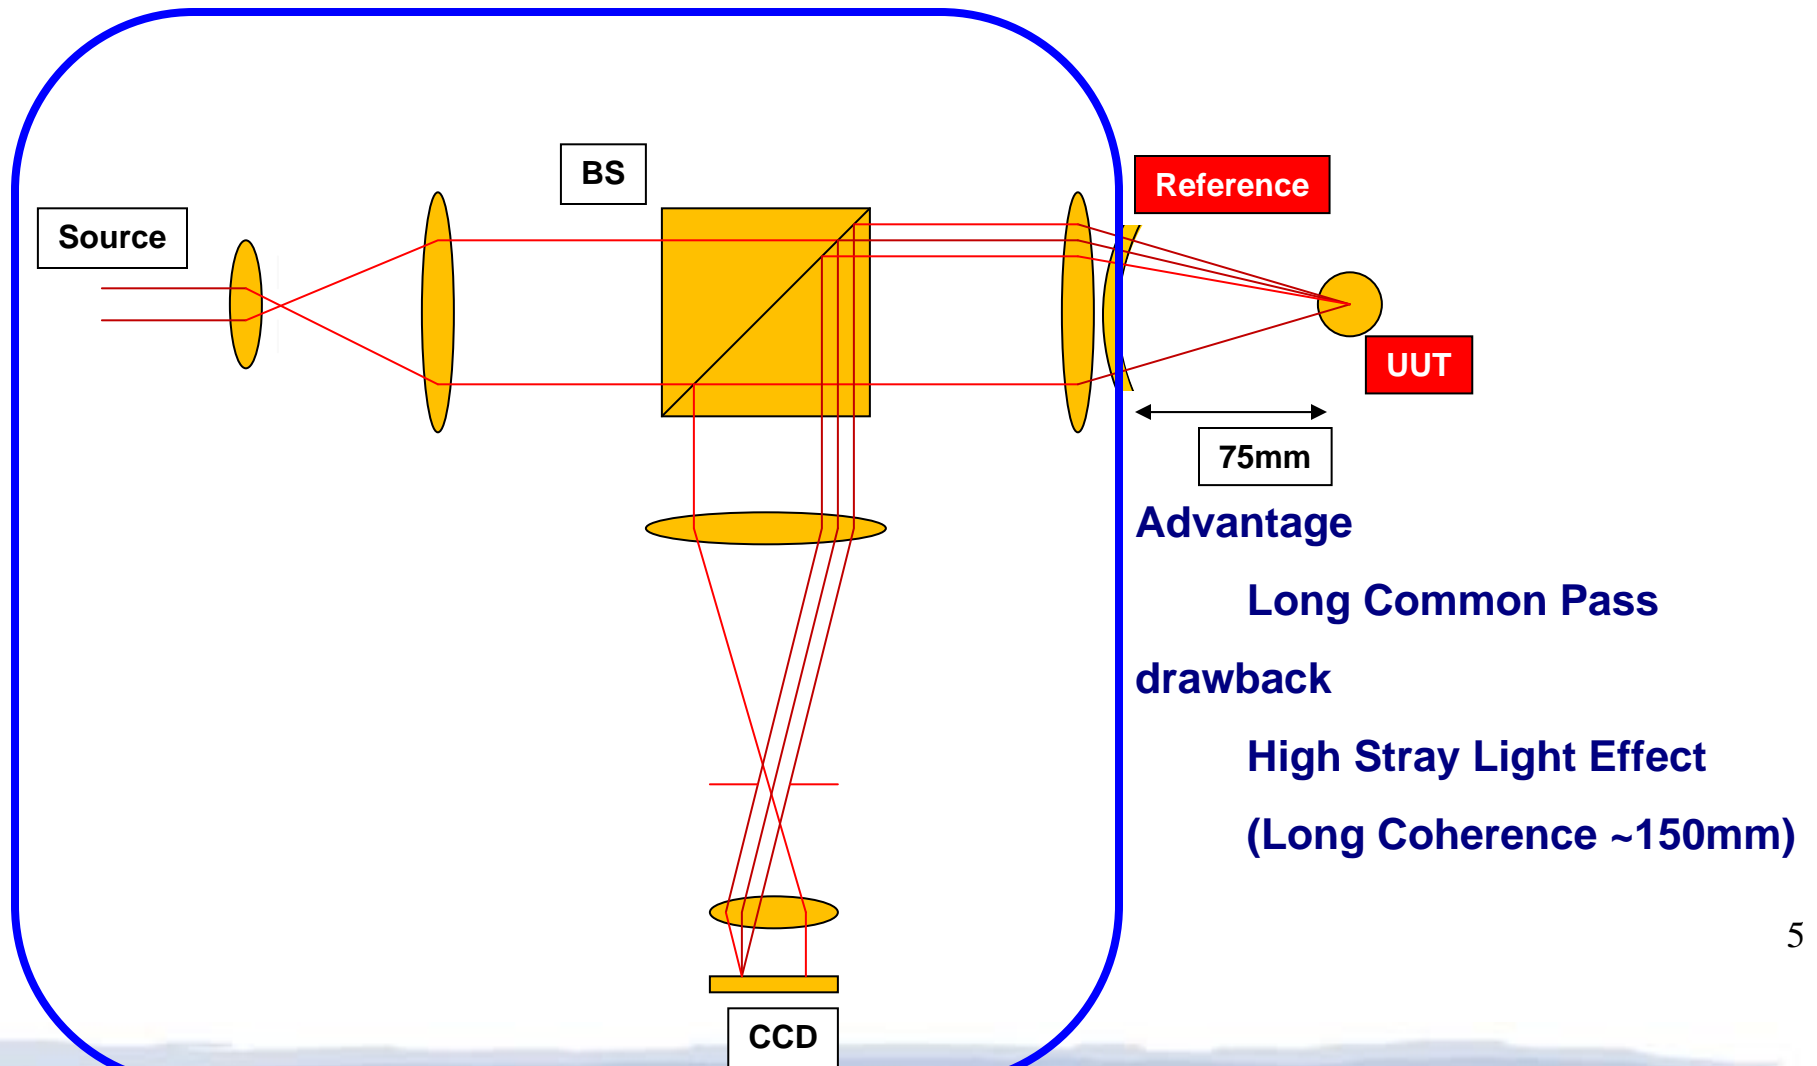 BS
Reference
Source
UUT
75mm
Advantage
Long Common Pass
drawback
High Stray Light Effect
(Long Coherence ~150mm)
5
CCD